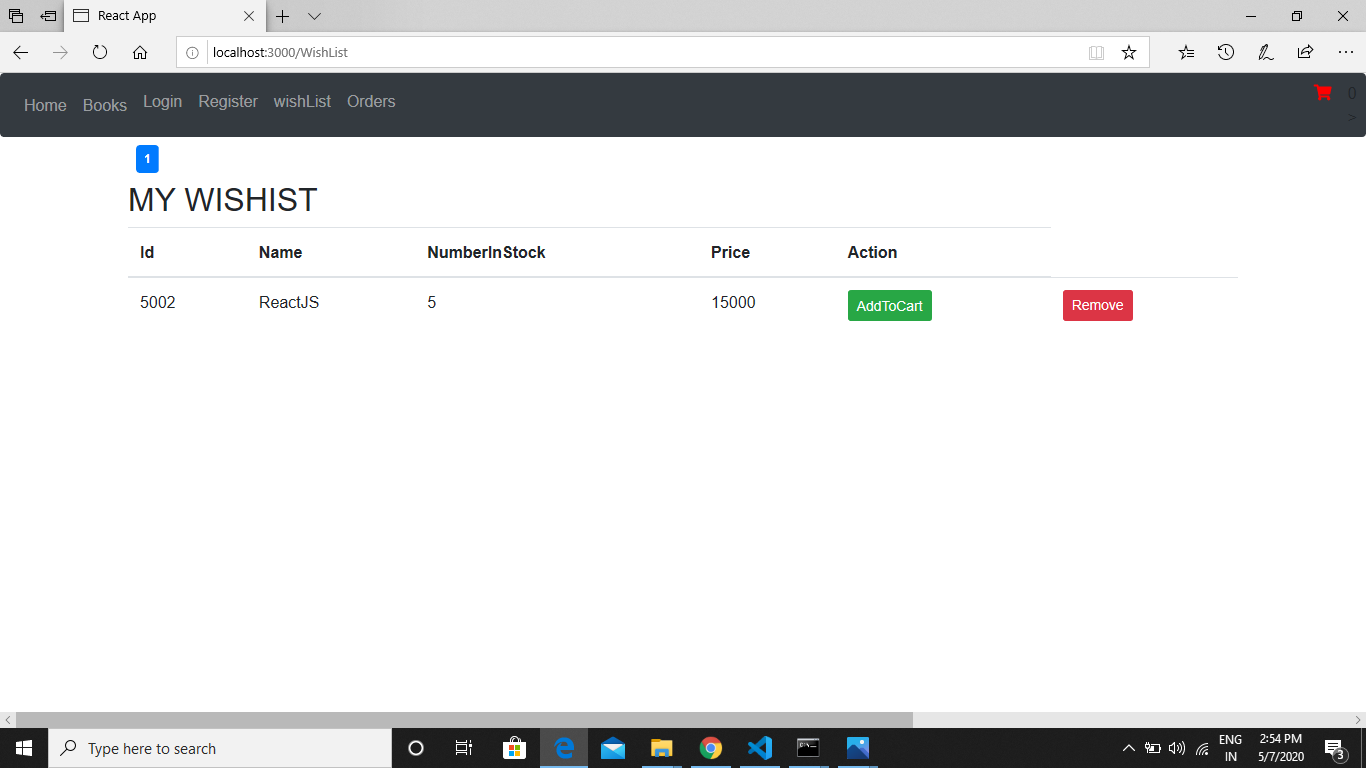 React App
localhost:3000/WishList
Home Books Login Register wishList Orders 0
>
1
MY WISHIST
Id Name NumberInStock Price Action
5002 ReactJS 5 15000 AddToCart Remove
Type here to search
ENG
IN
2:54 PM
5/7/2020
3